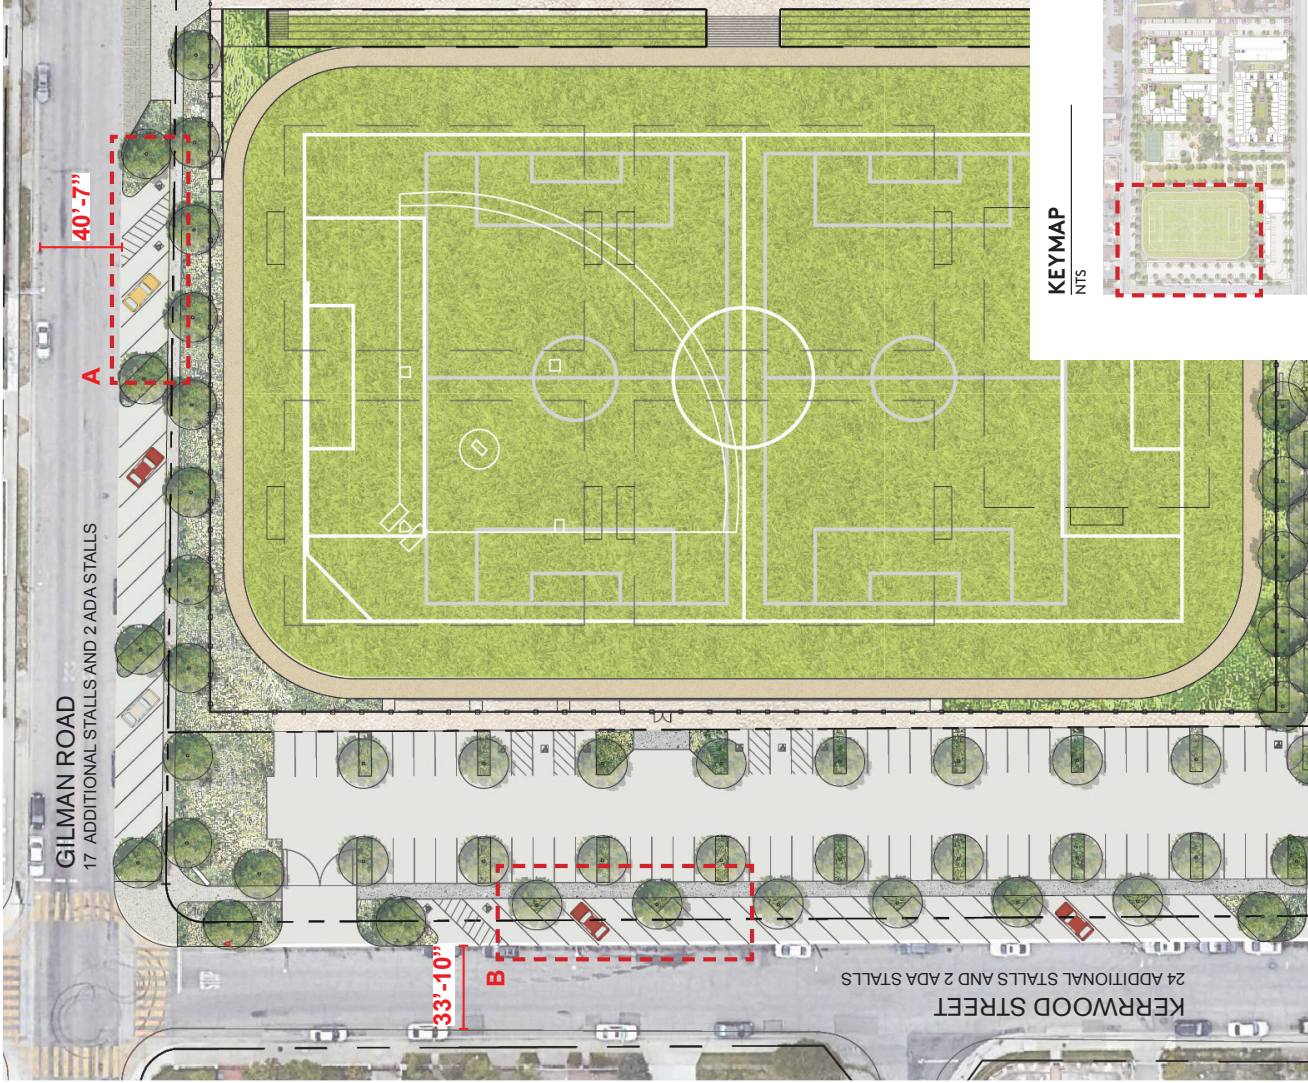 40'-7"
A
GILMAN ROAD
17 ADDITIONAL STALLS AND 2 ADA STALLS
KEYMAP
NTS
STOP
A
33'-10"
B
24 ADDITIONAL STALLS AND 2 ADA STALLS
KERRWOOD STREET